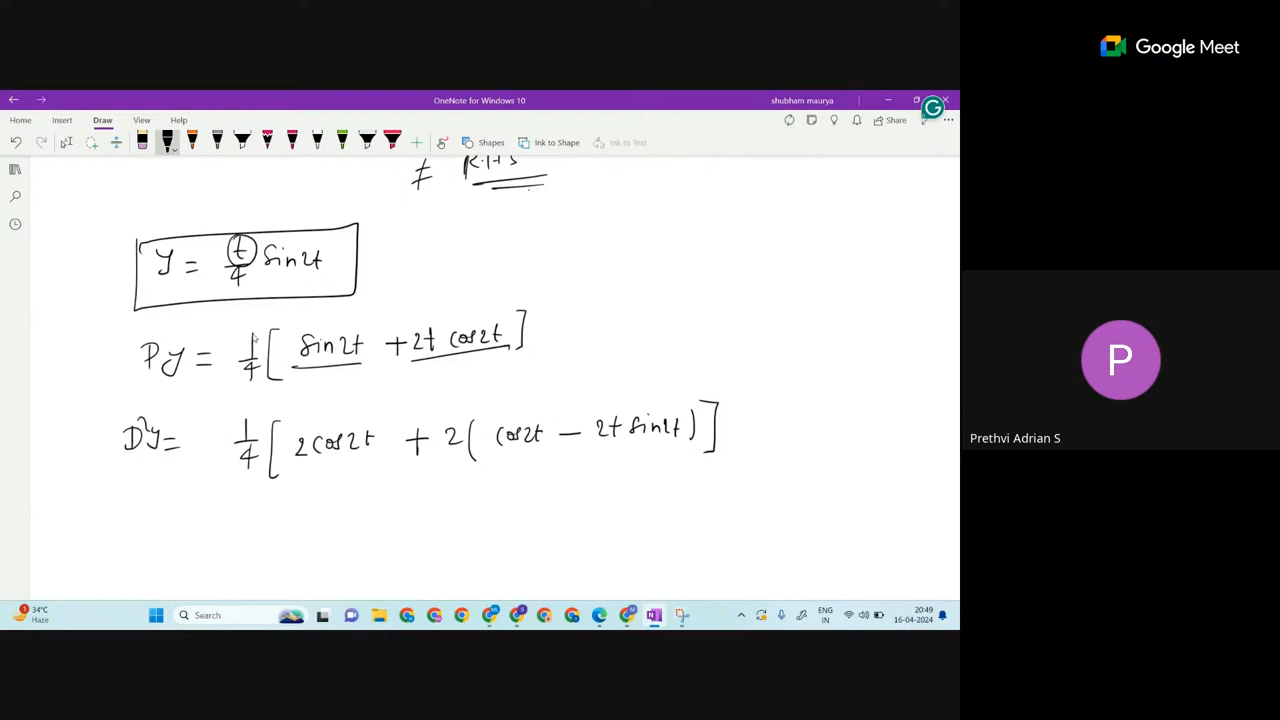 Google Meet
OneNote for Windows 10
shubham maurya
Home Insert Draw View Help
Share
Shapes Ink to Shape Ink to Text
≠ R.H.S
y = t/4 Sin2t
Dy = 1/4 [ Sin2t + 2t cos2t ]
D²y = 1/4 [ 2cos2t + 2( cos2t − 2t sin2t) ]
P
Prethvi Adrian S
34°C
Haze
Search
ENG
IN
20:49
16-04-2024